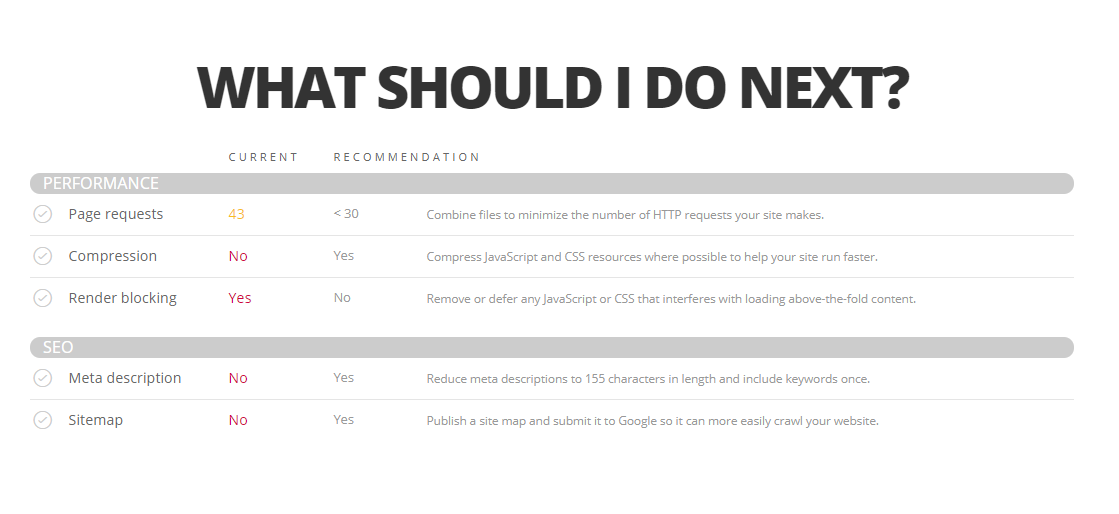 WHAT SHOULD I DO NEXT?
CURRENT RECOMMENDATION
PERFORMANCE
Page requests 43 < 30 Combine files to minimize the number of HTTP requests your site makes.
Compression No Yes Compress JavaScript and CSS resources where possible to help your site run faster.
Render blocking Yes No Remove or defer any JavaScript or CSS that interferes with loading above-the-fold content.
SEO
Meta description No Yes Reduce meta descriptions to 155 characters in length and include keywords once.
Sitemap No Yes Publish a site map and submit it to Google so it can more easily crawl your website.